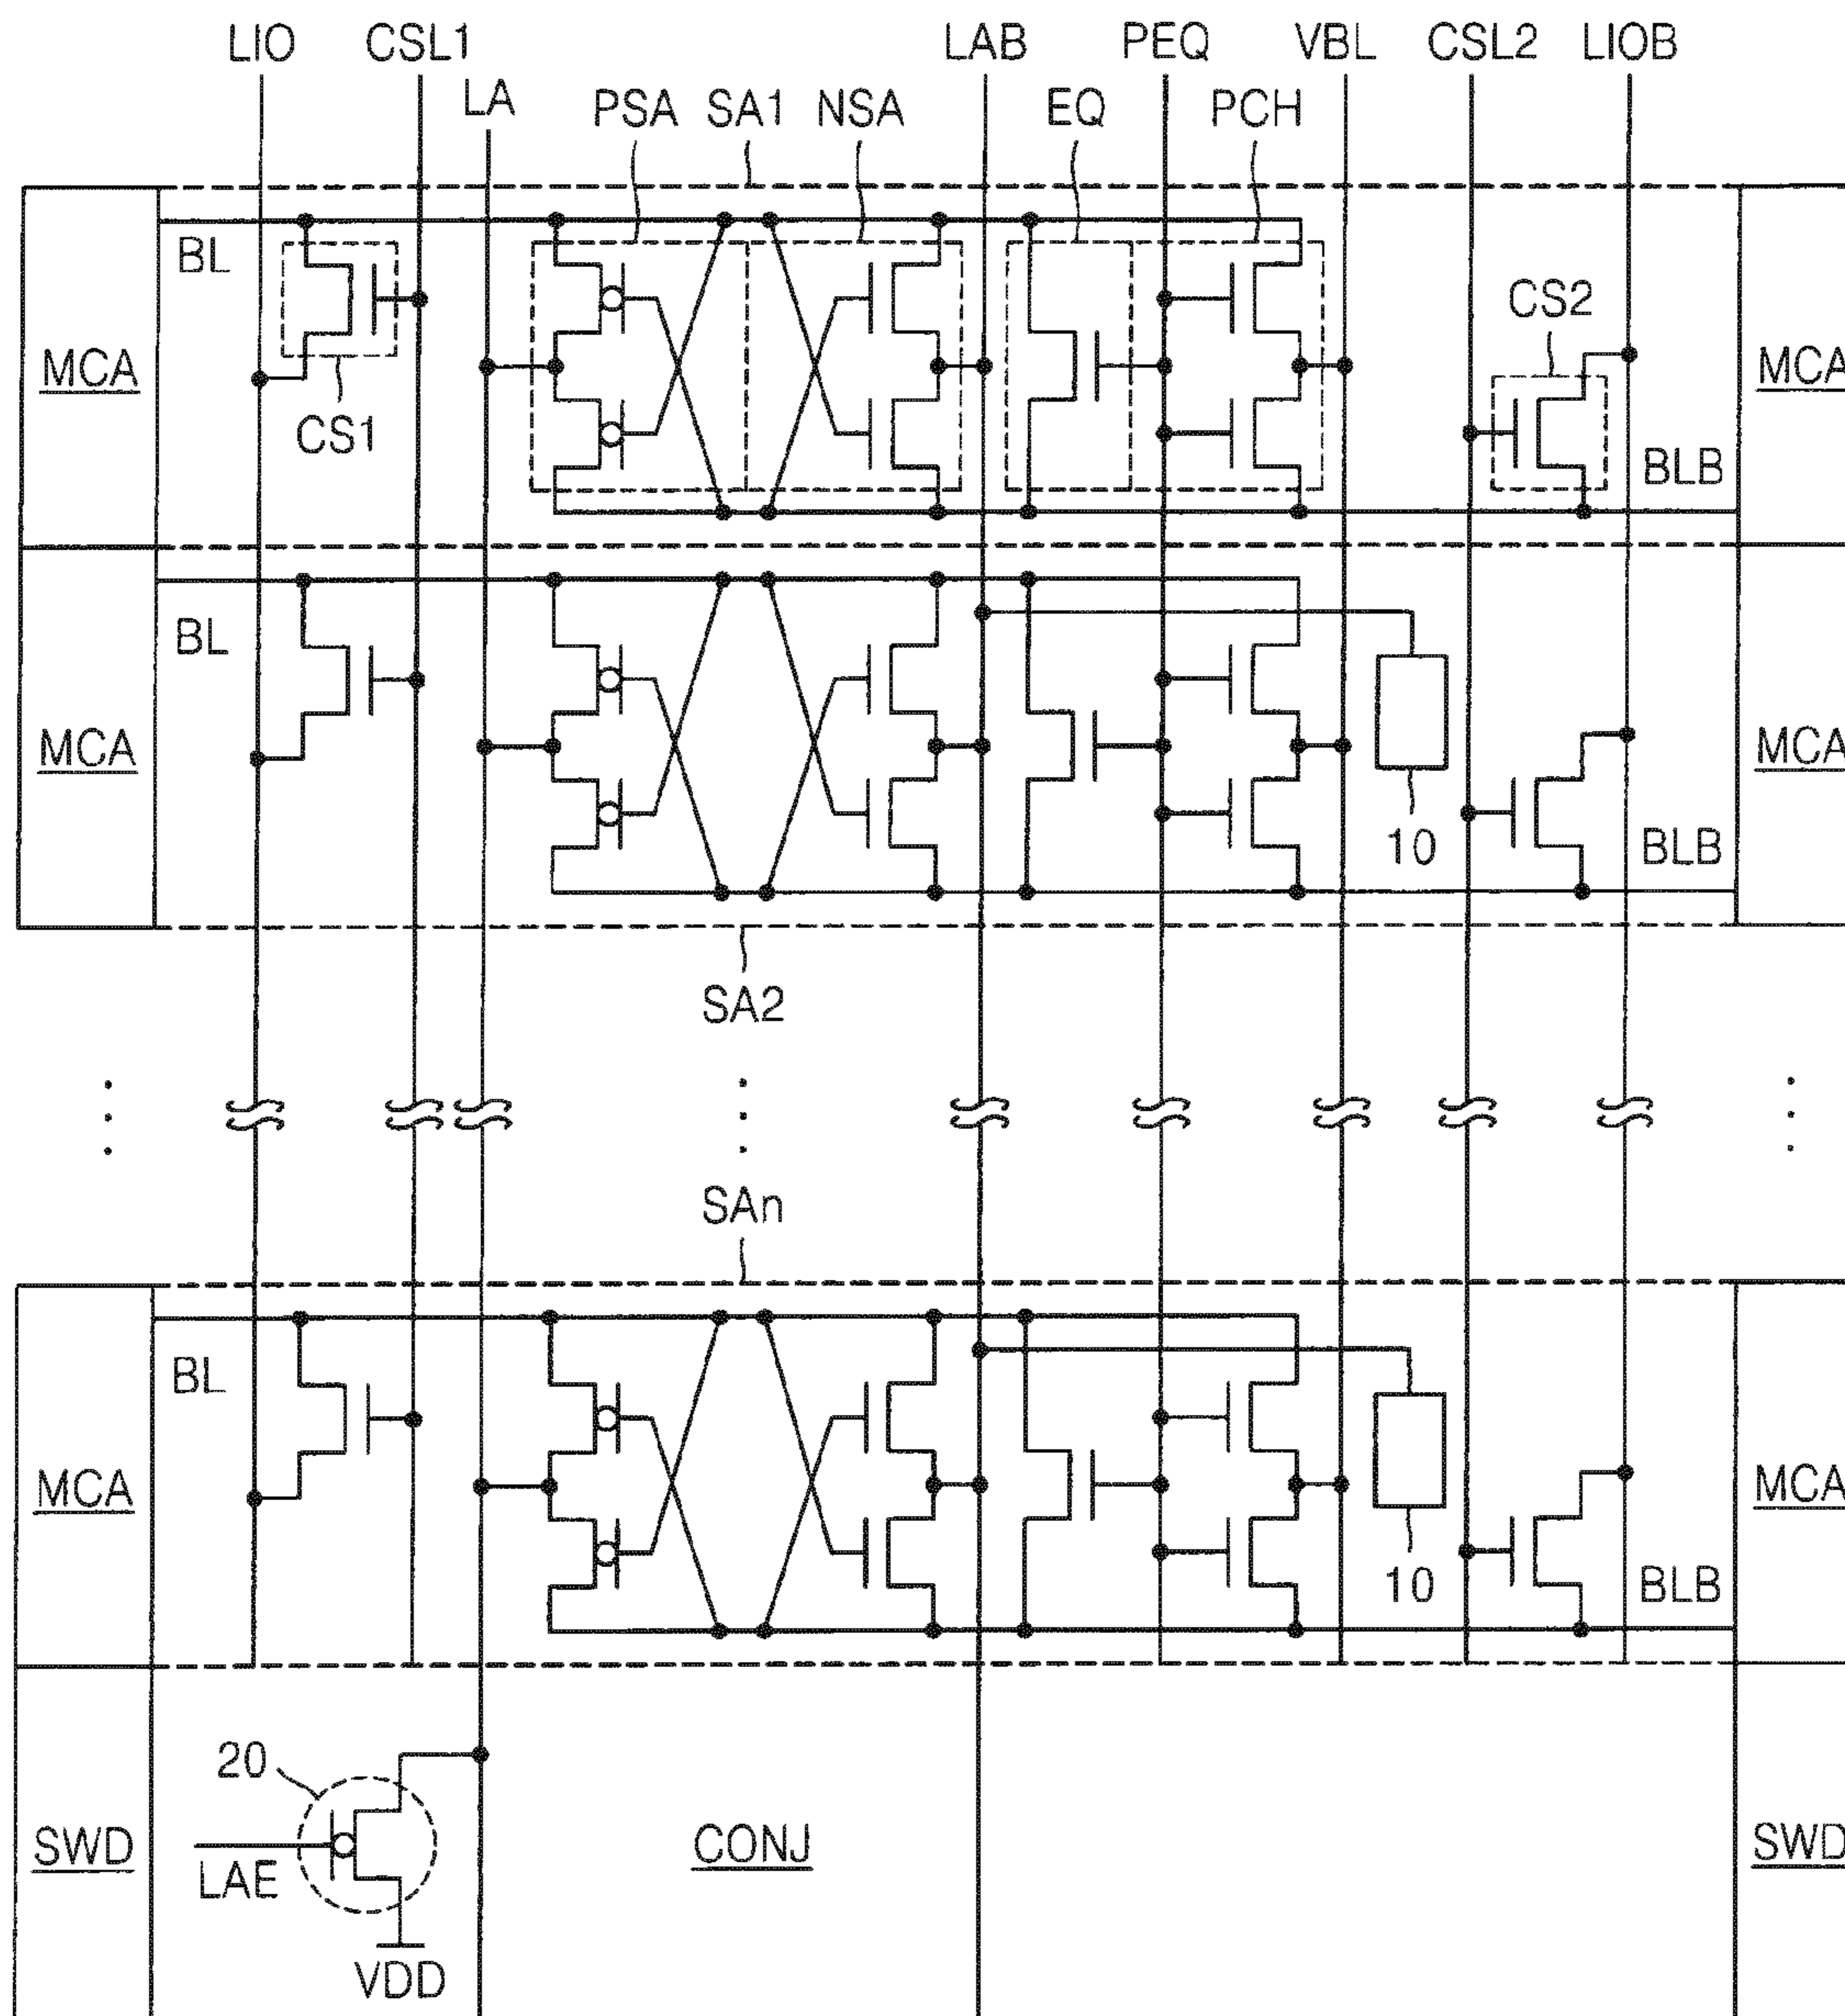 LIO CSL1 LAB PEQ VBL CSL2 LIOB
LA PSA SA1 NSA EQ PCH
BL
CS2
MCA MCA
CS1
BLB
BL
MCA MCA
10
BLB
SA2
SAn
BL
MCA MCA
10
BLB
20
SWD CONJ SWD
LAE
VDD